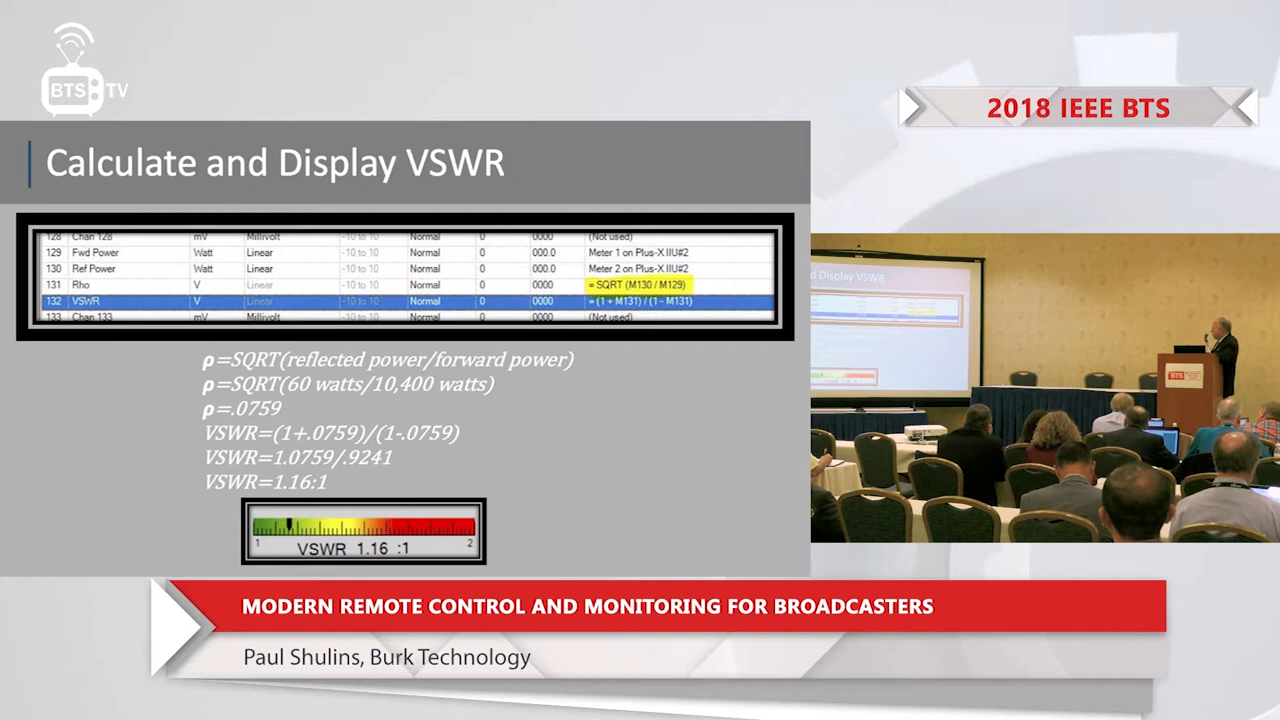 BTS TV
2018 IEEE BTS
Calculate and Display VSWR
128 Chan 128 mV Millivolt -10 to 10 Normal 0 0000 (Not used)
129 Fwd Power Watt Linear -10 to 10 Normal 0 000.0 Meter 1 on Plus-X IIU#2
130 Ref Power Watt Linear -10 to 10 Normal 0 000.0 Meter 2 on Plus-X IIU#2
131 Rho V Linear -10 to 10 Normal 0 0000 = SQRT (M130 / M129)
132 VSWR V Linear -10 to 10 Normal 0 0000 = (1 + M131) / (1 - M131)
133 Chan 133 mV Millivolt -10 to 10 Normal 0 0000 (Not used)
ρ=SQRT(reflected power/forward power)
ρ=SQRT(60 watts/10,400 watts)
ρ=.0759
VSWR=(1+.0759)/(1-.0759)
VSWR=1.0759/.9241
VSWR=1.16:1
1 2
VSWR 1.16 :1
d Display VSWR
BTS
MODERN REMOTE CONTROL AND MONITORING FOR BROADCASTERS
Paul Shulins, Burk Technology